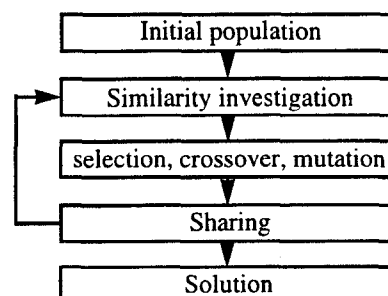 Initial population
Similarity investigation
selection, crossover, mutation
Sharing
Solution